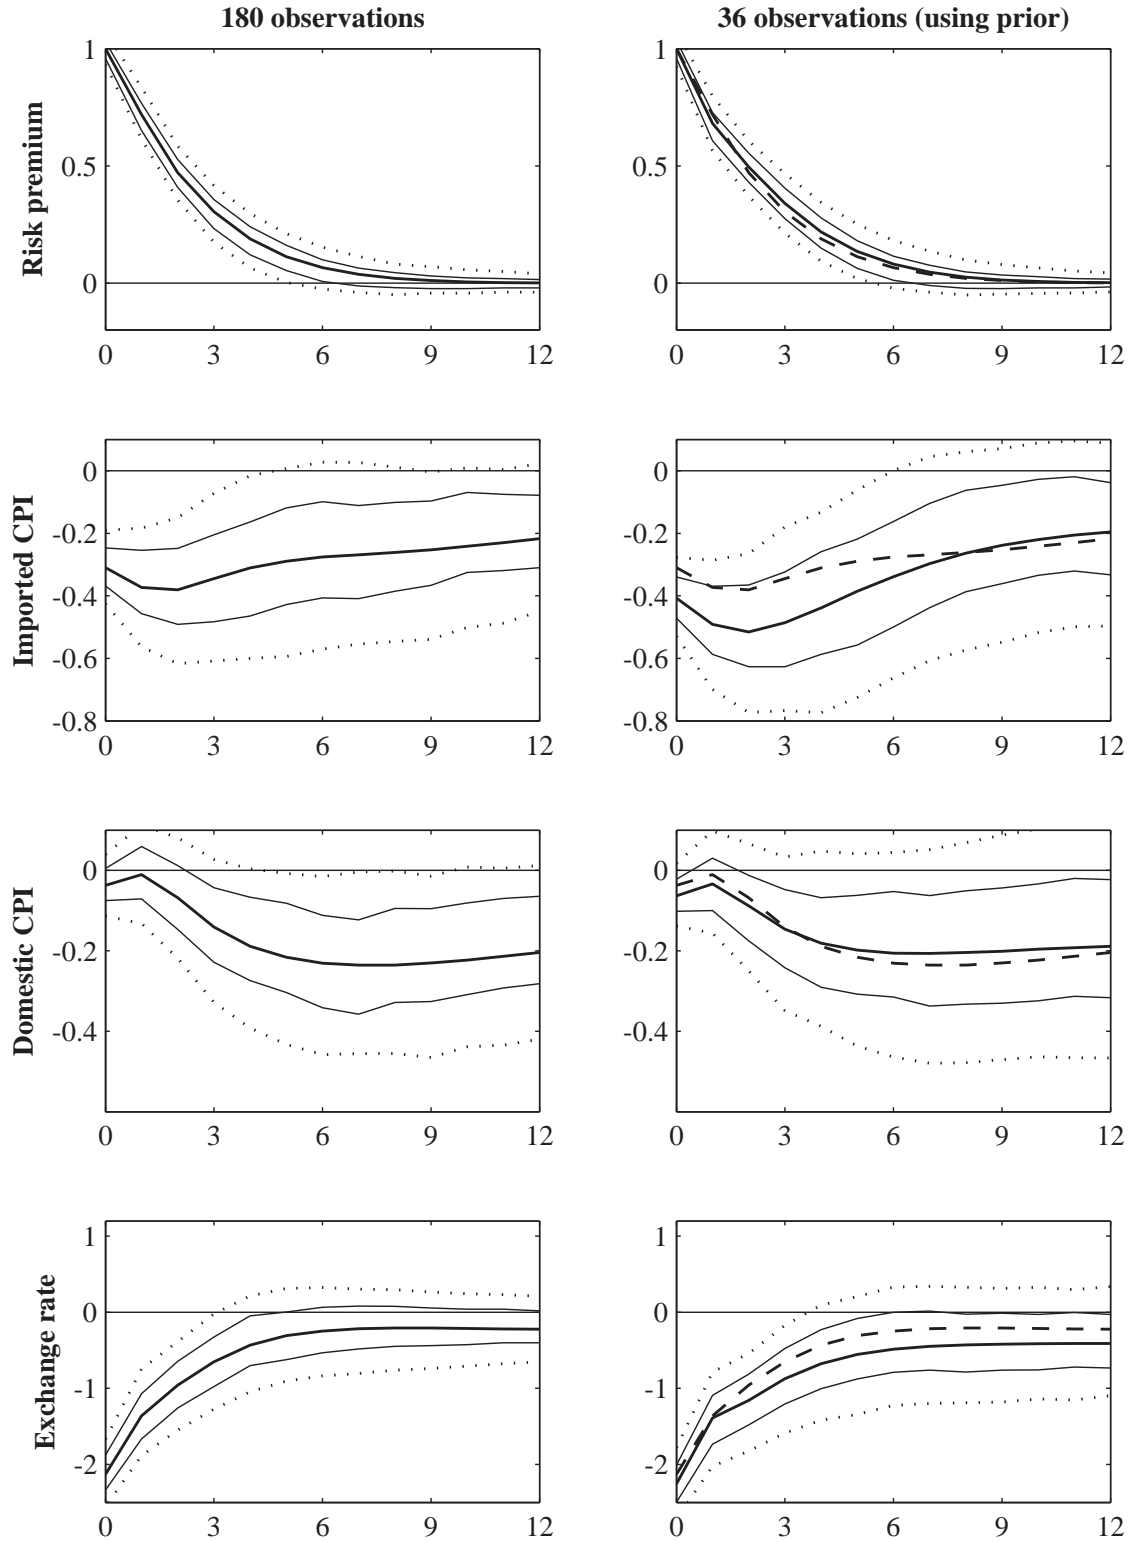 180 observations
36 observations (using prior)
Risk premium
1
0.5
0
0 3 6 9 12
1
0.5
0
0 3 6 9 12
Imported CPI
0
-0.2
-0.4
-0.6
-0.8
0 3 6 9 12
0
-0.2
-0.4
-0.6
-0.8
0 3 6 9 12
Domestic CPI
0
-0.2
-0.4
0 3 6 9 12
0
-0.2
-0.4
0 3 6 9 12
Exchange rate
1
0
-1
-2
0 3 6 9 12
1
0
-1
-2
0 3 6 9 12